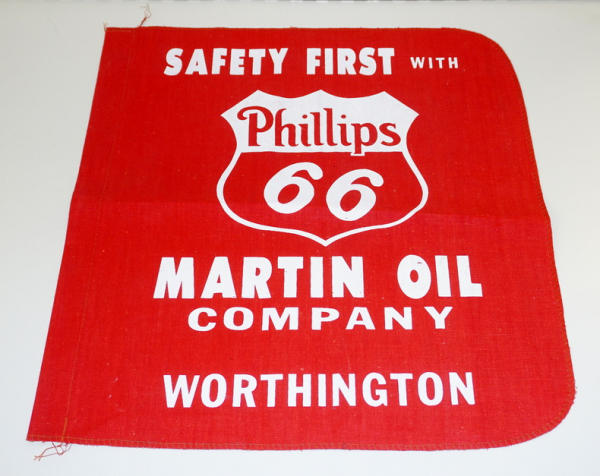 SAFETY FIRST WITH
Phillips
66
MARTIN OIL
COMPANY
WORTHINGTON